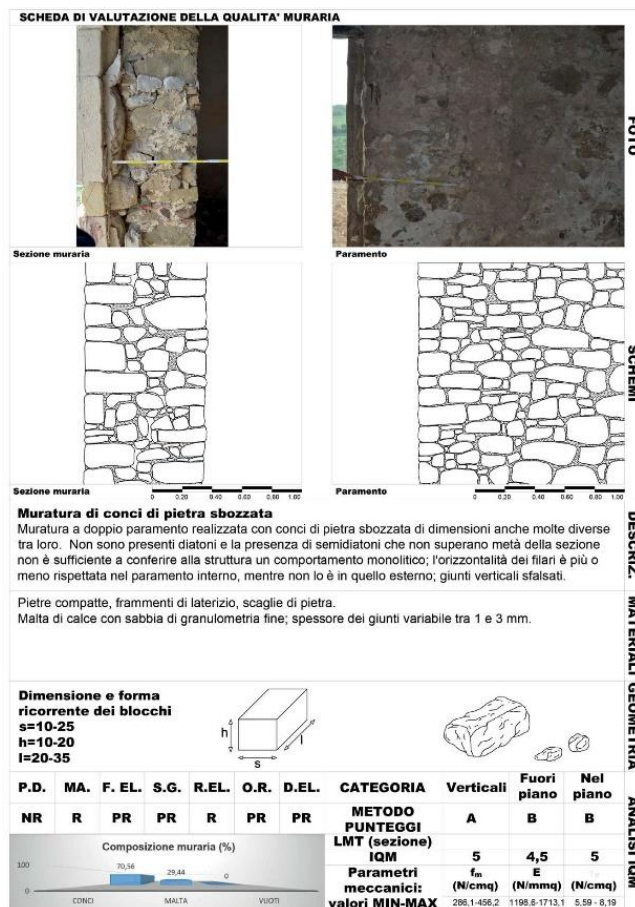 SCHEDA DI VALUTAZIONE DELLA QUALITA' MURARIA
FOTO
Sezione muraria
Paramento
SCHEMI
Sezione muraria
0 0.20 0.40 0.60 0.80 1.00
Paramento
0 0,20 0,40 0.60 0.80 1.00
DESCRIZ.
Muratura di conci di pietra sbozzata
Muratura a doppio paramento realizzata con conci di pietra sbozzata di dimensioni anche molto diverse
tra loro. Non sono presenti diatoni e la presenza di semidiatoni che non superano metà della sezione
non è sufficiente a conferire alla struttura un comportamento monolitico; l'orizzontalità dei filari è più o
meno rispettata nel paramento interno, mentre non lo è in quello esterno; giunti verticali sfalsati.
MATERIALI
Pietre compatte, frammenti di laterizio, scaglie di pietra.
Malta di calce con sabbia di granulometria fine; spessore dei giunti variabile tra 1 e 3 mm.
GEOMETRIA
Dimensione e forma
ricorrente dei blocchi
s=10-25
h=10-20
l=20-35
h
s
l
ANALISI IQM
P.D. MA. F. EL. S.G. R.EL. O.R. D.EL. CATEGORIA Verticali Fuori piano Nel piano
NR R PR PR R PR PR METODO PUNTEGGI A B B
Composizione muraria (%)
100
0
70,56
29,44
0
CONCI MALTA VUOTI
LMT (sezione)
IQM 5 4,5 5
Parametri
meccanici:
valori MIN-MAX
fm (N/cmq) E (N/mmq) (N/cmq)
286,1-456,2 1198,6-1713,1 5,59 - 8,19